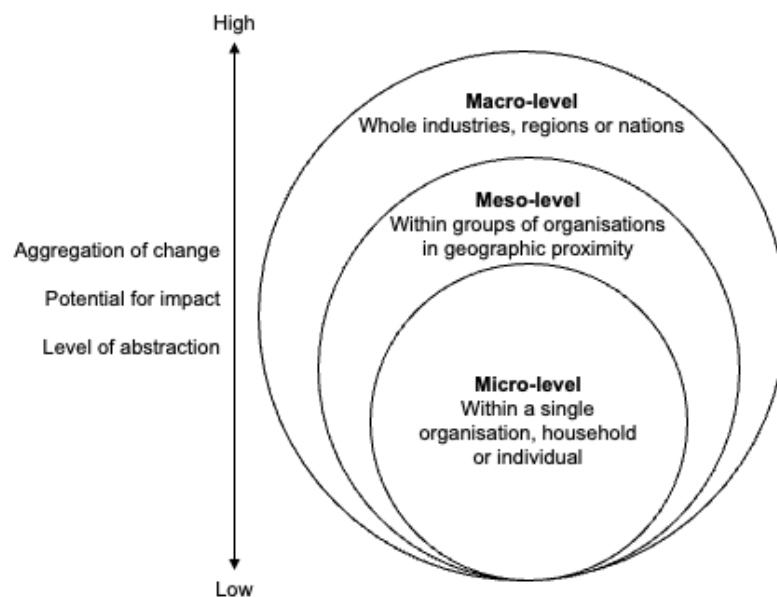 High
Macro-level
Whole industries, regions or nations
Meso-level
Within groups of organisations
in geographic proximity
Aggregation of change
Potential for impact
Level of abstraction
Micro-level
Within a single
organisation, household
or individual
Low